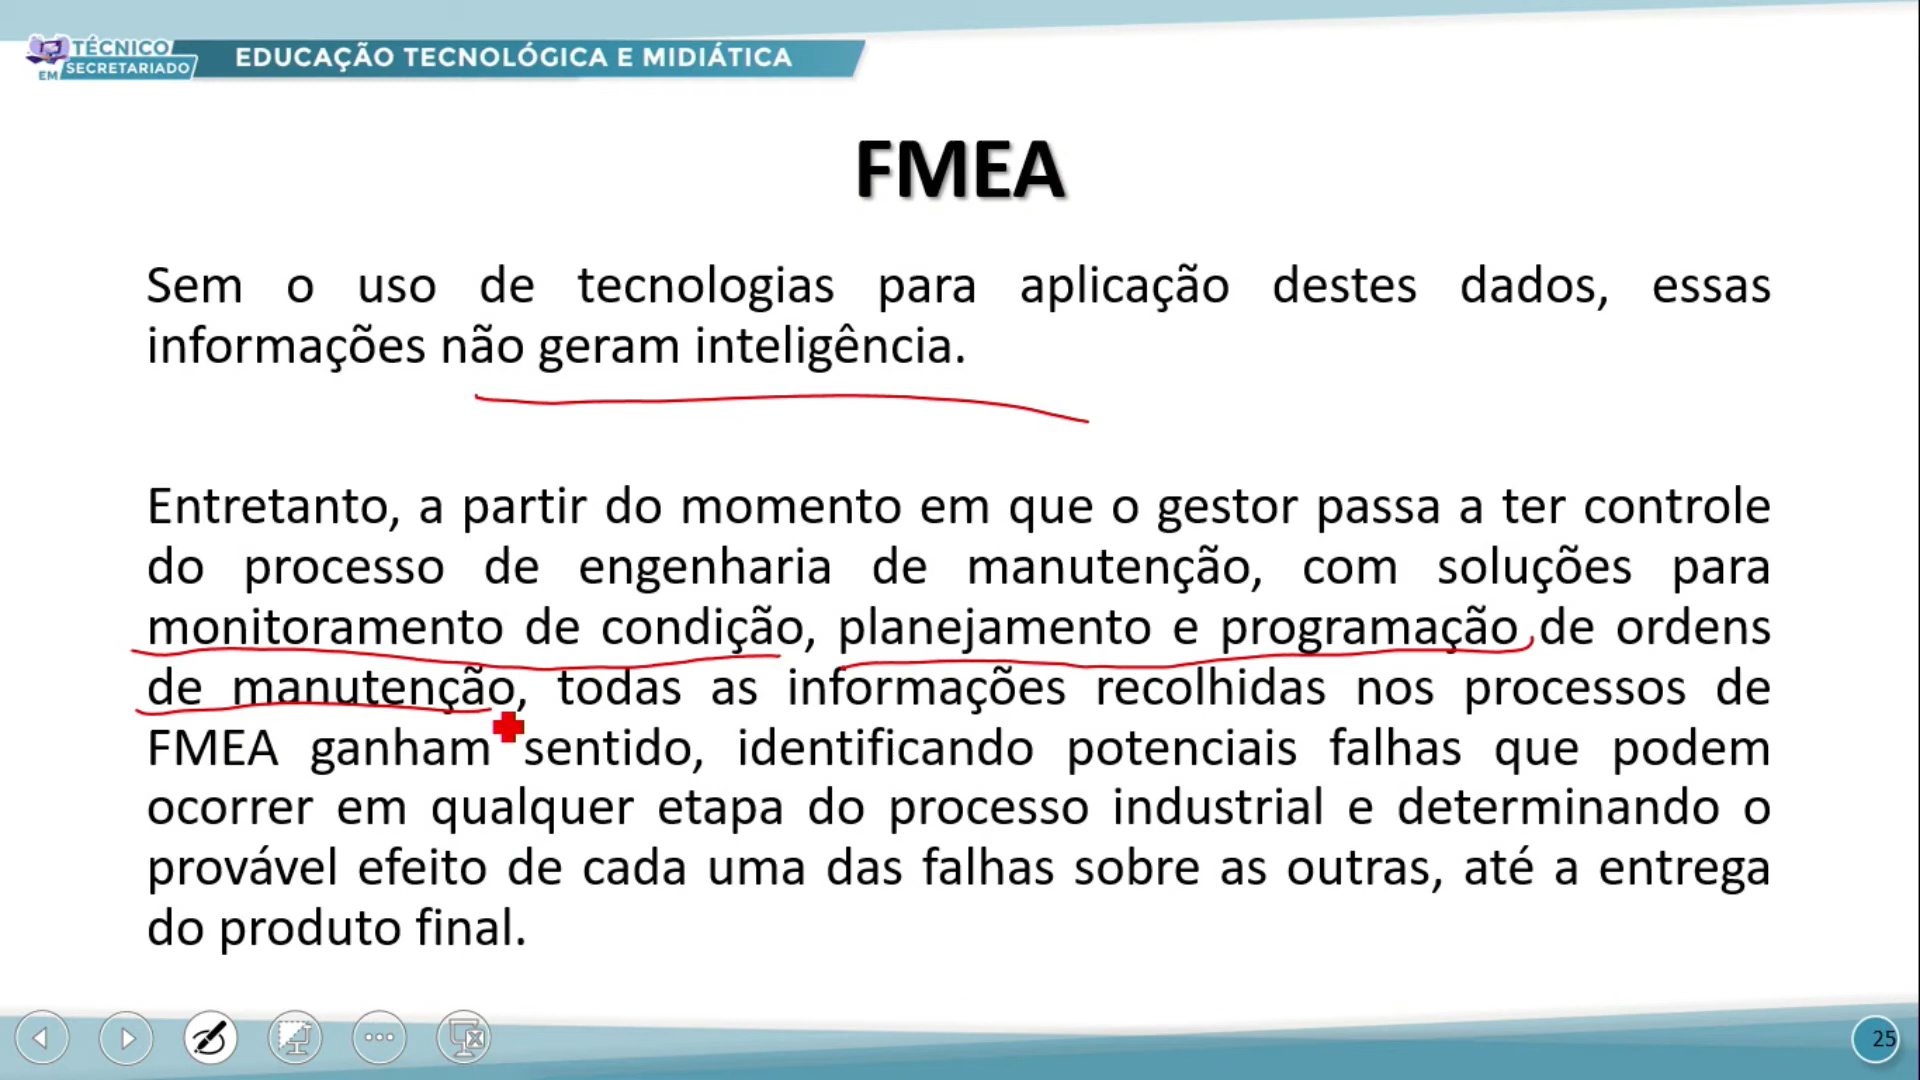 TÉCNICO
EM SECRETARIADO
EDUCAÇÃO TECNOLÓGICA E MIDIÁTICA
FMEA
Sem o uso de tecnologias para aplicação destes dados, essas
informações não geram inteligência.
Entretanto, a partir do momento em que o gestor passa a ter controle
do processo de engenharia de manutenção, com soluções para
monitoramento de condição, planejamento e programação de ordens
de manutenção, todas as informações recolhidas nos processos de
FMEA ganham sentido, identificando potenciais falhas que podem
ocorrer em qualquer etapa do processo industrial e determinando o
provável efeito de cada uma das falhas sobre as outras, até a entrega
do produto final.
25